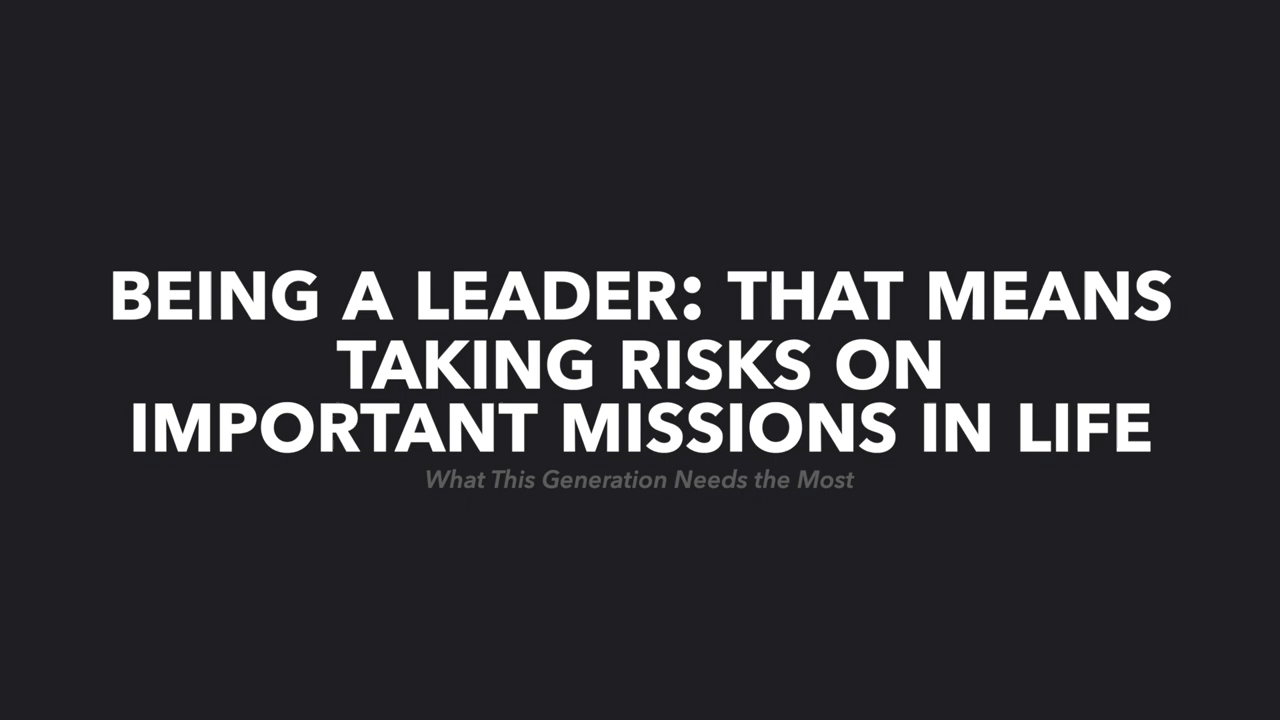 BEING A LEADER: THAT MEANS
TAKING RISKS ON
IMPORTANT MISSIONS IN LIFE
What This Generation Needs the Most